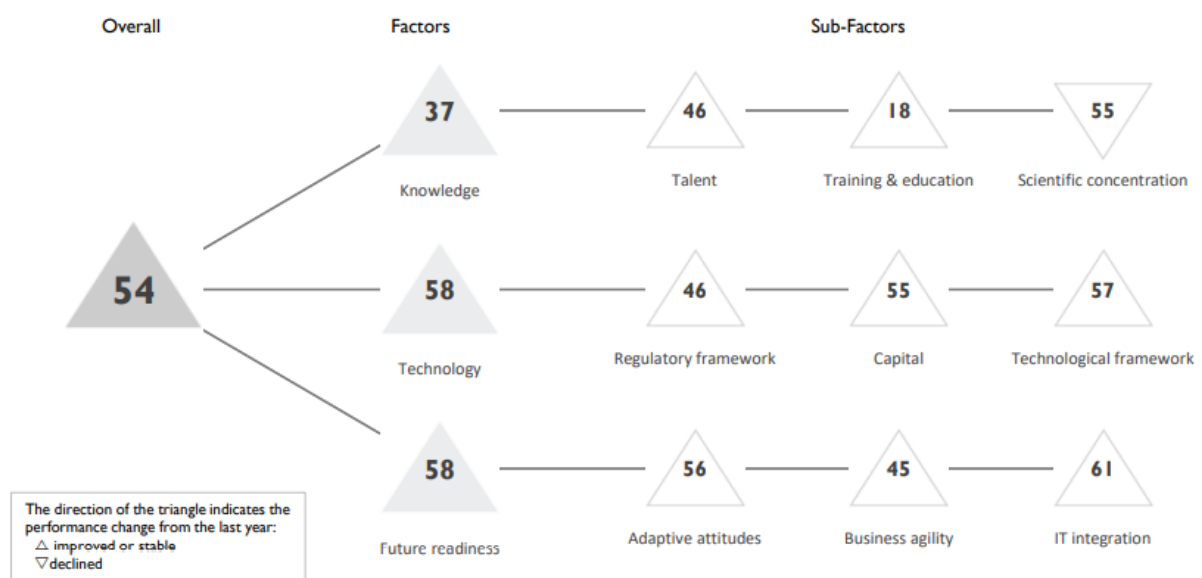 Overall Factors Sub-Factors
37 46 18 55
Knowledge Talent Training & education Scientific concentration
54 58 46 55 57
Technology Regulatory framework Capital Technological framework
58 56 45 61
Future readiness Adaptive attitudes Business agility IT integration
The direction of the triangle indicates the
performance change from the last year:
△ improved or stable
▽ declined